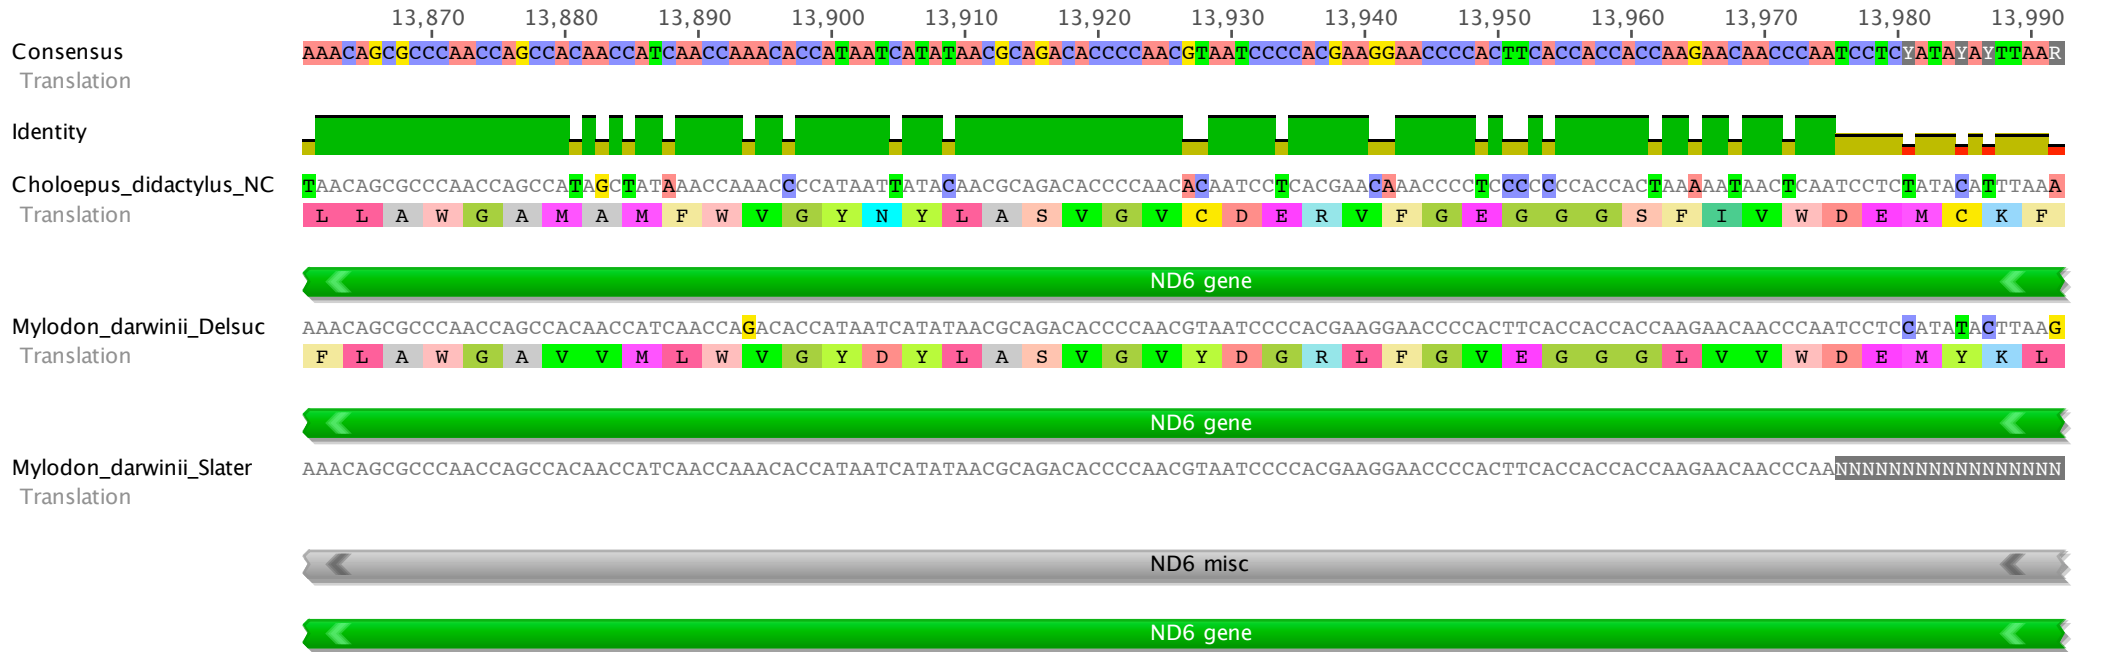 13,870 13,880 13,890 13,900 13,910 13,920 13,930 13,940 13,950 13,960 13,970 13,980 13,990
Consensus AAACAGCGCCCAACCAGCCACAACCATCAACCAAACACCATAATCATATAACGCAGACACCCCAACGTAATCCCCACGAAGGAACCCCACTTCACCACCACCAAGAACAACCCAATCCTCYATAYAYTTAAR
Translation
Identity
Choloepus_didactylus_NC TAACAGCGCCCAACCAGCCATAGCTATAAACCAAACCCCATAATTATACAACGCAGACACCCCAACACAATCCTCACGAACAAACCCCTCCCCCCCACCACTAAAAATAACTCAATCCTCTATACATTTAAA
Translation L L A W G A M A M F W V G Y N Y L A S V G V C D E R V F G E G G G S F I V W D E M C K F
ND6 gene
Mylodon_darwinii_Delsuc AAACAGCGCCCAACCAGCCACAACCATCAACCAGACACCATAATCATATAACGCAGACACCCCAACGTAATCCCCACGAAGGAACCCCACTTCACCACCACCAAGAACAACCCAATCCTCCATATACTTAAG
Translation F L A W G A V V M L W V G Y D Y L A S V G V Y D G R L F G V E G G G L V V W D E M Y K L
ND6 gene
Mylodon_darwinii_Slater AAACAGCGCCCAACCAGCCACAACCATCAACCAAACACCATAATCATATAACGCAGACACCCCAACGTAATCCCCACGAAGGAACCCCACTTCACCACCACCAAGAACAACCCAANNNNNNNNNNNNNNNNN
Translation
ND6 misc
ND6 gene